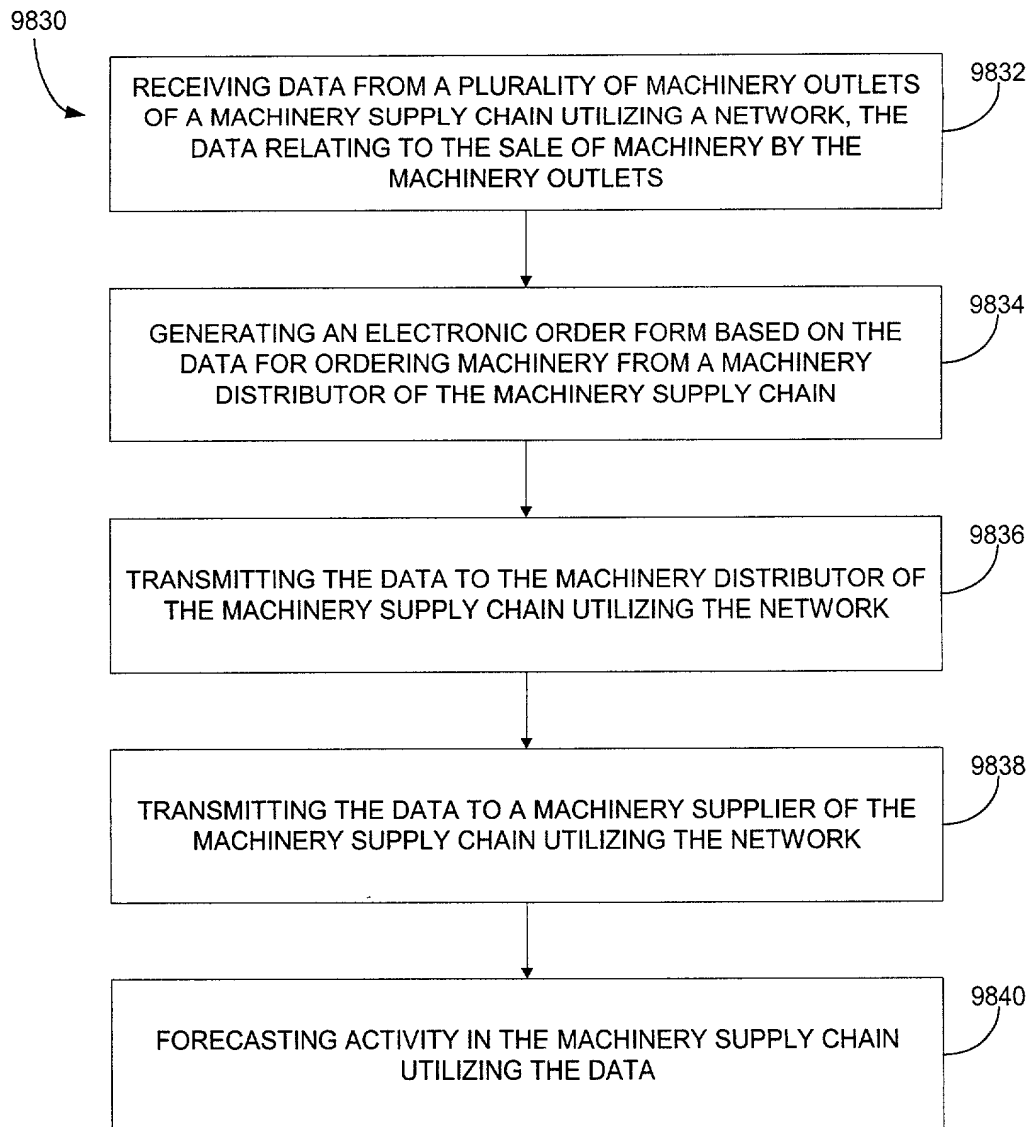 9830
RECEIVING DATA FROM A PLURALITY OF MACHINERY OUTLETS
OF A MACHINERY SUPPLY CHAIN UTILIZING A NETWORK, THE
DATA RELATING TO THE SALE OF MACHINERY BY THE
MACHINERY OUTLETS
9832
GENERATING AN ELECTRONIC ORDER FORM BASED ON THE
DATA FOR ORDERING MACHINERY FROM A MACHINERY
DISTRIBUTOR OF THE MACHINERY SUPPLY CHAIN
9834
TRANSMITTING THE DATA TO THE MACHINERY DISTRIBUTOR OF
THE MACHINERY SUPPLY CHAIN UTILIZING THE NETWORK
9836
TRANSMITTING THE DATA TO A MACHINERY SUPPLIER OF THE
MACHINERY SUPPLY CHAIN UTILIZING THE NETWORK
9838
FORECASTING ACTIVITY IN THE MACHINERY SUPPLY CHAIN
UTILIZING THE DATA
9840